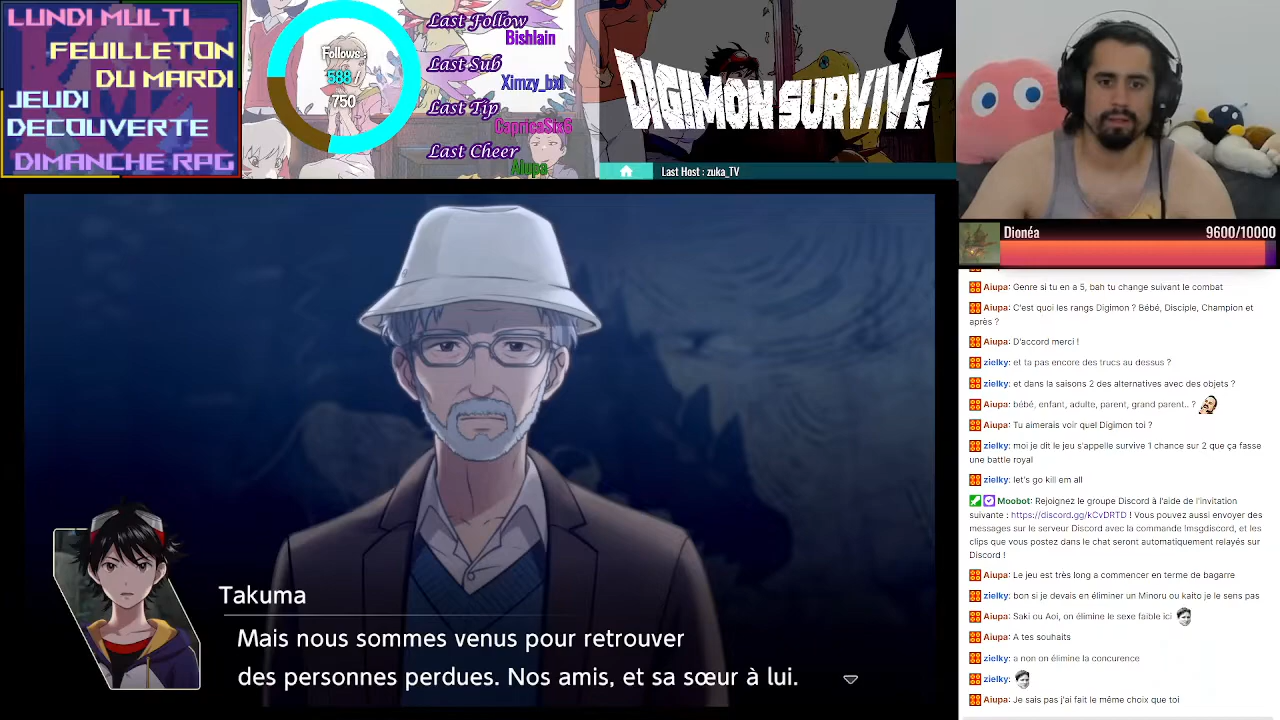 LUNDI MULTI
FEUILLETON
DU MARDI
JEUDI
DECOUVERTE
DIMANCHE RPG
Follows :
588 /
750
Last Follow
Bishlain
Last Sub
Ximzy_bxl
Last Tip
CapricaSix6
Last Cheer
Aiupa
DIGIMON SURVIVE
Last Host : zuka_TV
Dionéa 9600/10000
Aiupa: Genre si tu en a 5, bah tu change suivant le combat
Aiupa: C'est quoi les rangs Digimon ? Bébé, Disciple, Champion et
après ?
Aiupa: D'accord merci !
zielky: et ta pas encore des trucs au dessus ?
zielky: et dans la saisons 2 des alternatives avec des objets ?
Aiupa: bébé, enfant, adulte, parent, grand parent.. ?
Aiupa: Tu aimerais voir quel Digimon toi ?
zielky: moi je dit le jeu s'appelle survive 1 chance sur 2 que ça fasse
une battle royal
zielky: let's go kill em all
Moobot: Rejoignez le groupe Discord à l'aide de l'invitation
suivante : https://discord.gg/kCvDRTD ! Vous pouvez aussi envoyer des
messages sur le serveur Discord avec la commande !msgdiscord, et les
clips que vous postez dans le chat seront automatiquement relayés sur
Discord !
Aiupa: Le jeu est très long a commencer en terme de bagarre
zielky: bon si je devais en éliminer un Minoru ou kaito je le sens pas
Aiupa: Saki ou Aoi, on élimine le sexe faible ici
Aiupa: A tes souhaits
zielky: a non on élimine la concurence
zielky:
Aiupa: Je sais pas j'ai fait le même choix que toi
Takuma
Mais nous sommes venus pour retrouver
des personnes perdues. Nos amis, et sa sœur à lui.